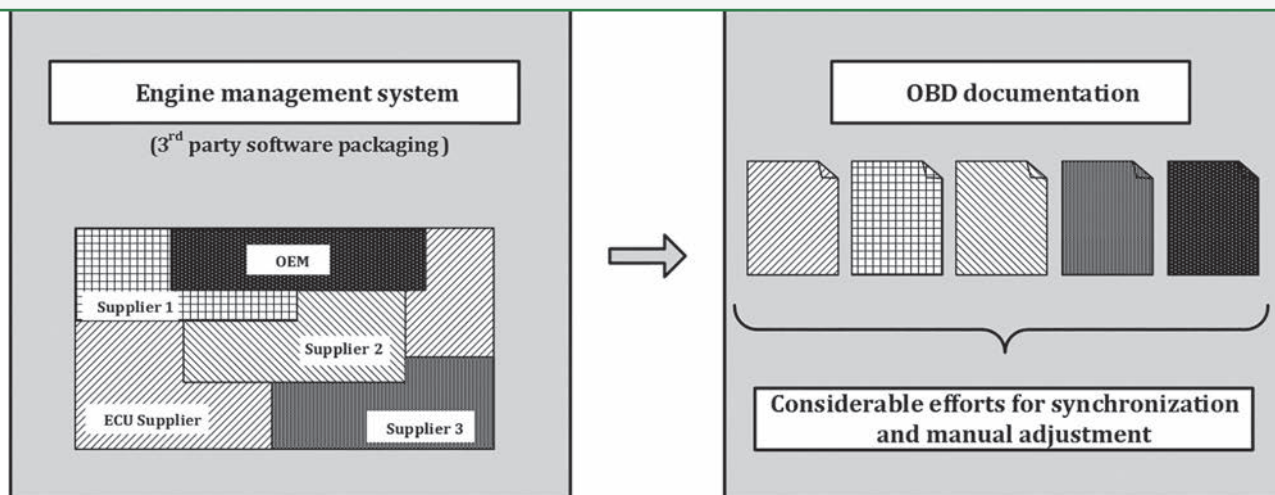 Engine management system
(3rd party software packaging)
OEM
Supplier 1
Supplier 2
ECU Supplier
Supplier 3
OBD documentation
Considerable efforts for synchronization
and manual adjustment